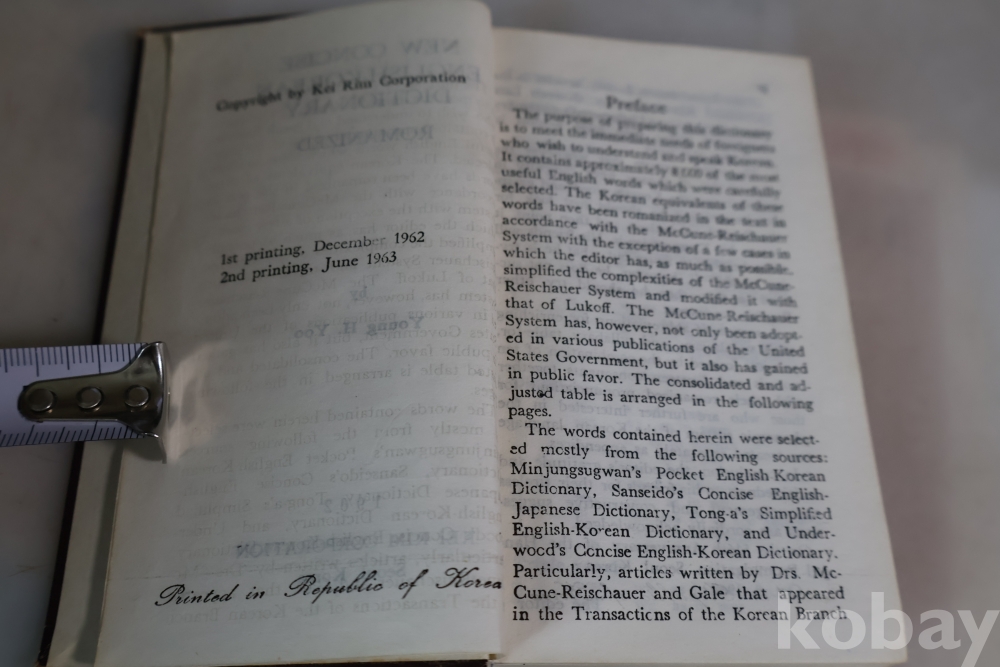 Copyright by Kei Rin Corporation
1st printing, December 1962
2nd printing, June 1963
Printed in Republic of Korea
Preface
The purpose of preparing this dictionary
is to meet the immediate needs of foreigners
who wish to understand and speak Korean.
It contains approximately 8,000 of the most
useful English words which were carefully
selected. The Korean equivalents of these
words have been romanized in the text in
accordance with the McCune-Reischauer
System with the exception of a few cases in
which the editor has, as much as possible,
simplified the complexities of the McCune-
Reischauer System and modified it with
that of Lukoff. The McCune-Reischauer
System has, however, not only been adopt-
ed in various publications of the United
States Government, but it also has gained
in public favor. The consolidated and ad-
justed table is arranged in the following
pages.
The words contained herein were select-
ed mostly from the following sources:
Minjungsugwan's Pocket English-Korean
Dictionary, Sanseido's Concise English-
Japanese Dictionary, Tong-a's Simplified
English-Korean Dictionary, and Under-
wood's Concise English-Korean Dictionary.
Particularly, articles written by Drs. Mc-
Cune-Reischauer and Gale that appeared
in the Transactions of the Korean Branch
kobay